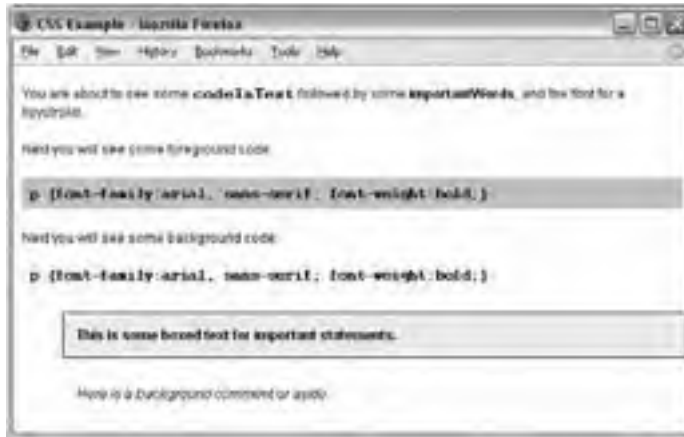 CSS Example - Mozilla Firefox
File Edit View History Bookmarks Tools Help
You are about to see some codeInText followed by some importantWords, and the font for a
keystroke.
Next you will see some foreground code:
p {font-family:arial, sans-serif; font-weight:bold;}
Next you will see some background code:
p {font-family:arial, sans-serif; font-weight:bold;}
This is some boxed text for important statements.
Here is a background comment or aside.